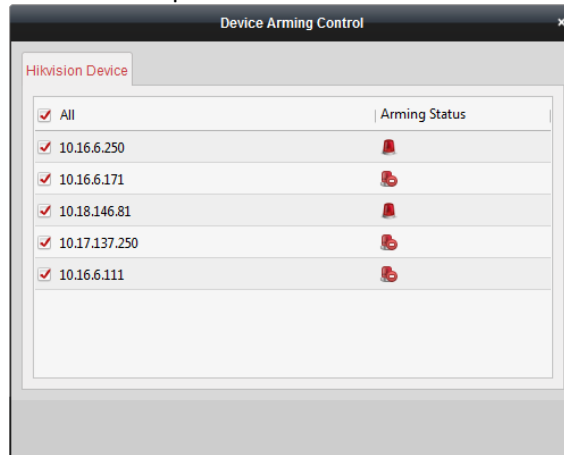 Device Arming Control ×
Hikvision Device
All Arming Status
10.16.6.250
10.16.6.171
10.18.146.81
10.17.137.250
10.16.6.111